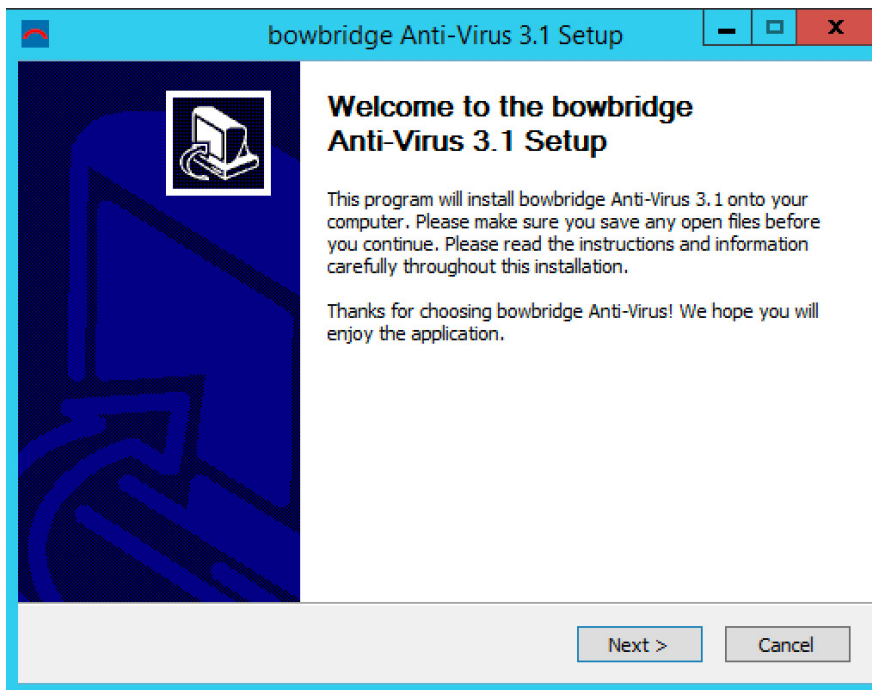 bowbridge Anti-Virus 3.1 Setup
X
Welcome to the bowbridge
Anti-Virus 3.1 Setup
This program will install bowbridge Anti-Virus 3.1 onto your
computer. Please make sure you save any open files before
you continue. Please read the instructions and information
carefully throughout this installation.
Thanks for choosing bowbridge Anti-Virus! We hope you will
enjoy the application.
Next >
Cancel